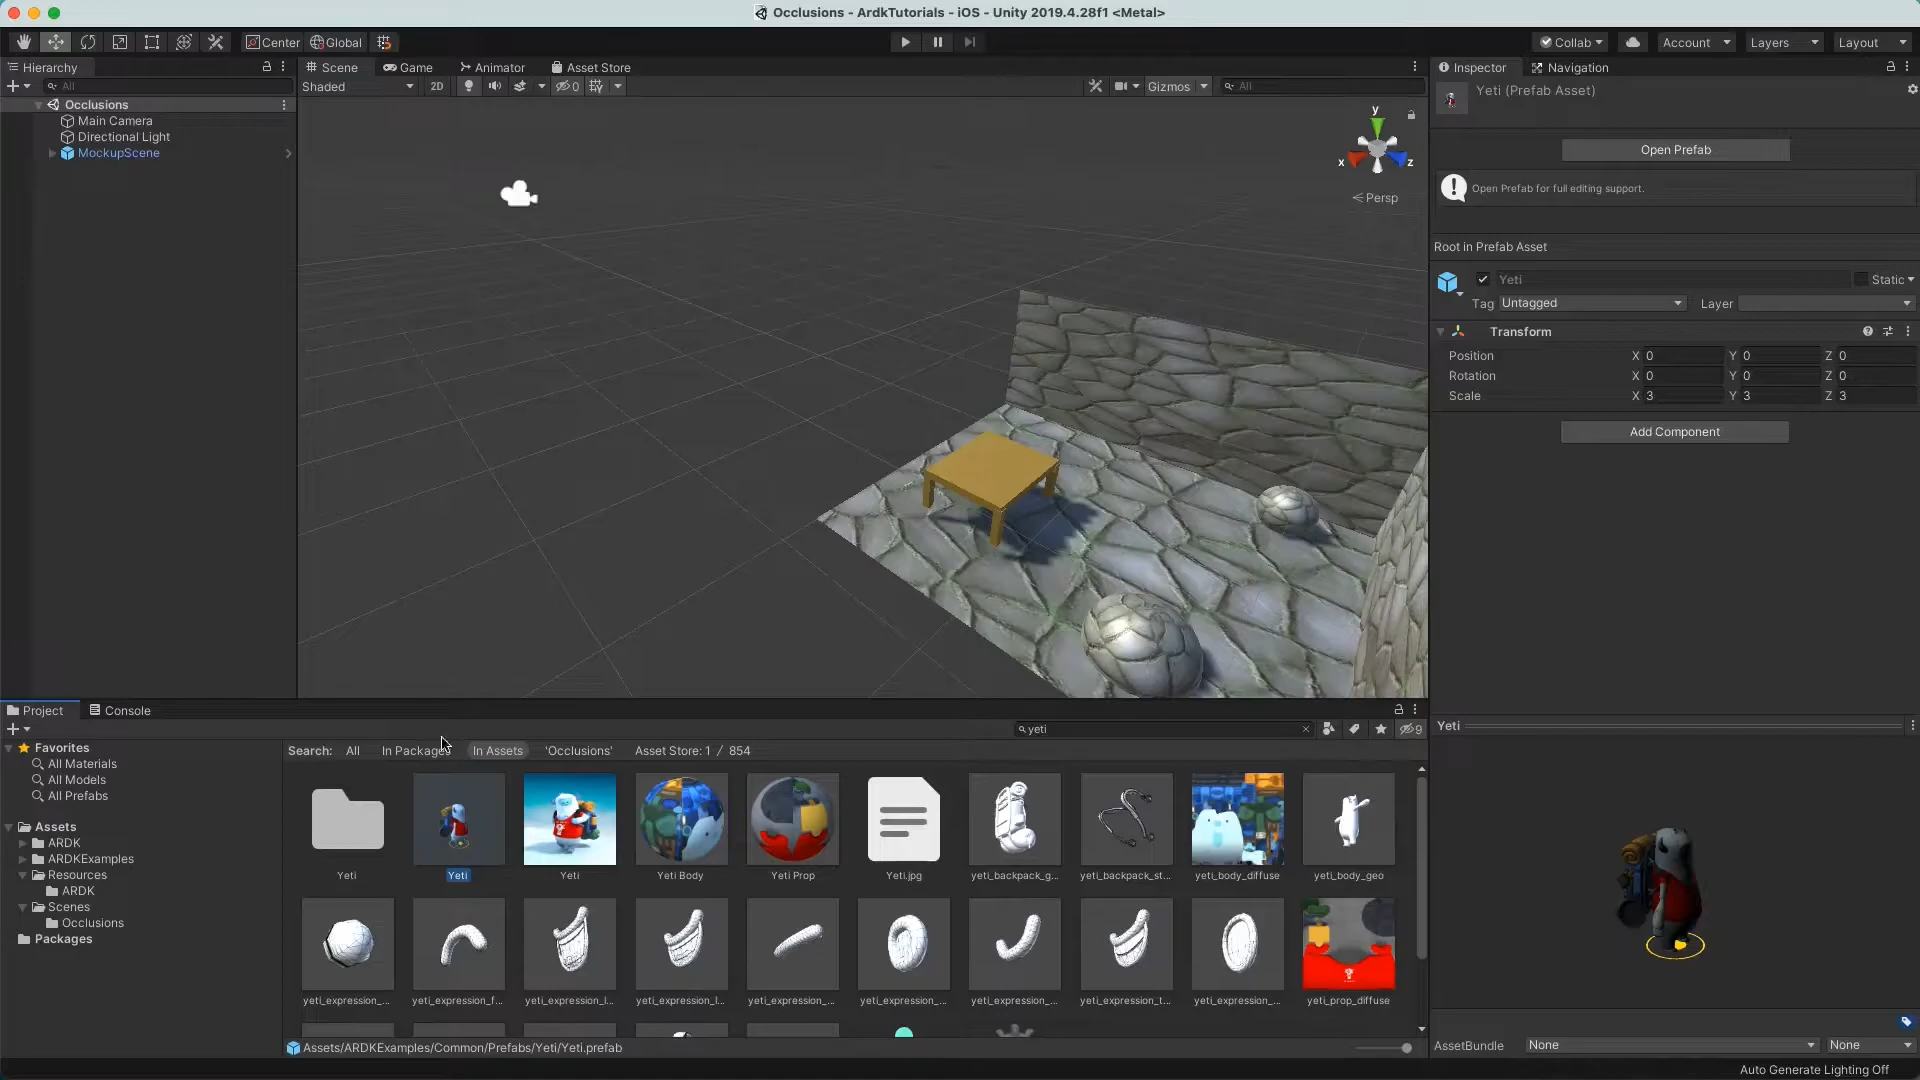 Occlusions - ArdkTutorials - iOS - Unity 2019.4.28f1 <Metal>
Center Global Collab Account Layers Layout
Hierarchy
All
Occlusions
Main Camera
Directional Light
MockupScene
Scene Game Animator Asset Store
Shaded 2D 0 Gizmos All
y
x z
Persp
Inspector Navigation
Yeti (Prefab Asset)
Open Prefab
Open Prefab for full editing support.
Root in Prefab Asset
Yeti Static
Tag Untagged Layer
Transform
Position X 0 Y 0 Z 0
Rotation X 0 Y 0 Z 0
Scale X 3 Y 3 Z 3
Add Component
Project Console
yeti 9
Favorites
All Materials
All Models
All Prefabs
Assets
ARDK
ARDKExamples
Resources
ARDK
Scenes
Occlusions
Packages
Search: All In Packages In Assets 'Occlusions' Asset Store: 1 / 854
Yeti Yeti Yeti Yeti Body Yeti Prop Yeti.jpg yeti_backpack_g... yeti_backpack_st... yeti_body_diffuse yeti_body_geo
yeti_expression_... yeti_expression_f... yeti_expression_l... yeti_expression_l... yeti_expression_... yeti_expression_... yeti_expression_... yeti_expression_t... yeti_expression_... yeti_prop_diffuse
Assets/ARDKExamples/Common/Prefabs/Yeti/Yeti.prefab
Yeti
AssetBundle None None
Auto Generate Lighting Off